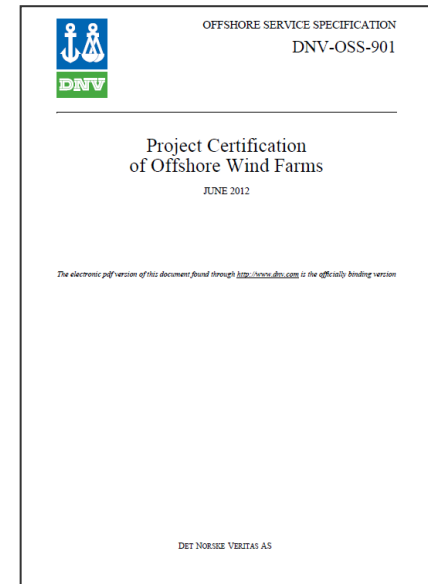 OFFSHORE SERVICE SPECIFICATION
DNV-OSS-901
DNV
Project Certification
of Offshore Wind Farms
JUNE 2012
The electronic pdf version of this document found through http://www.dnv.com is the officially binding version
DET NORSKE VERITAS AS